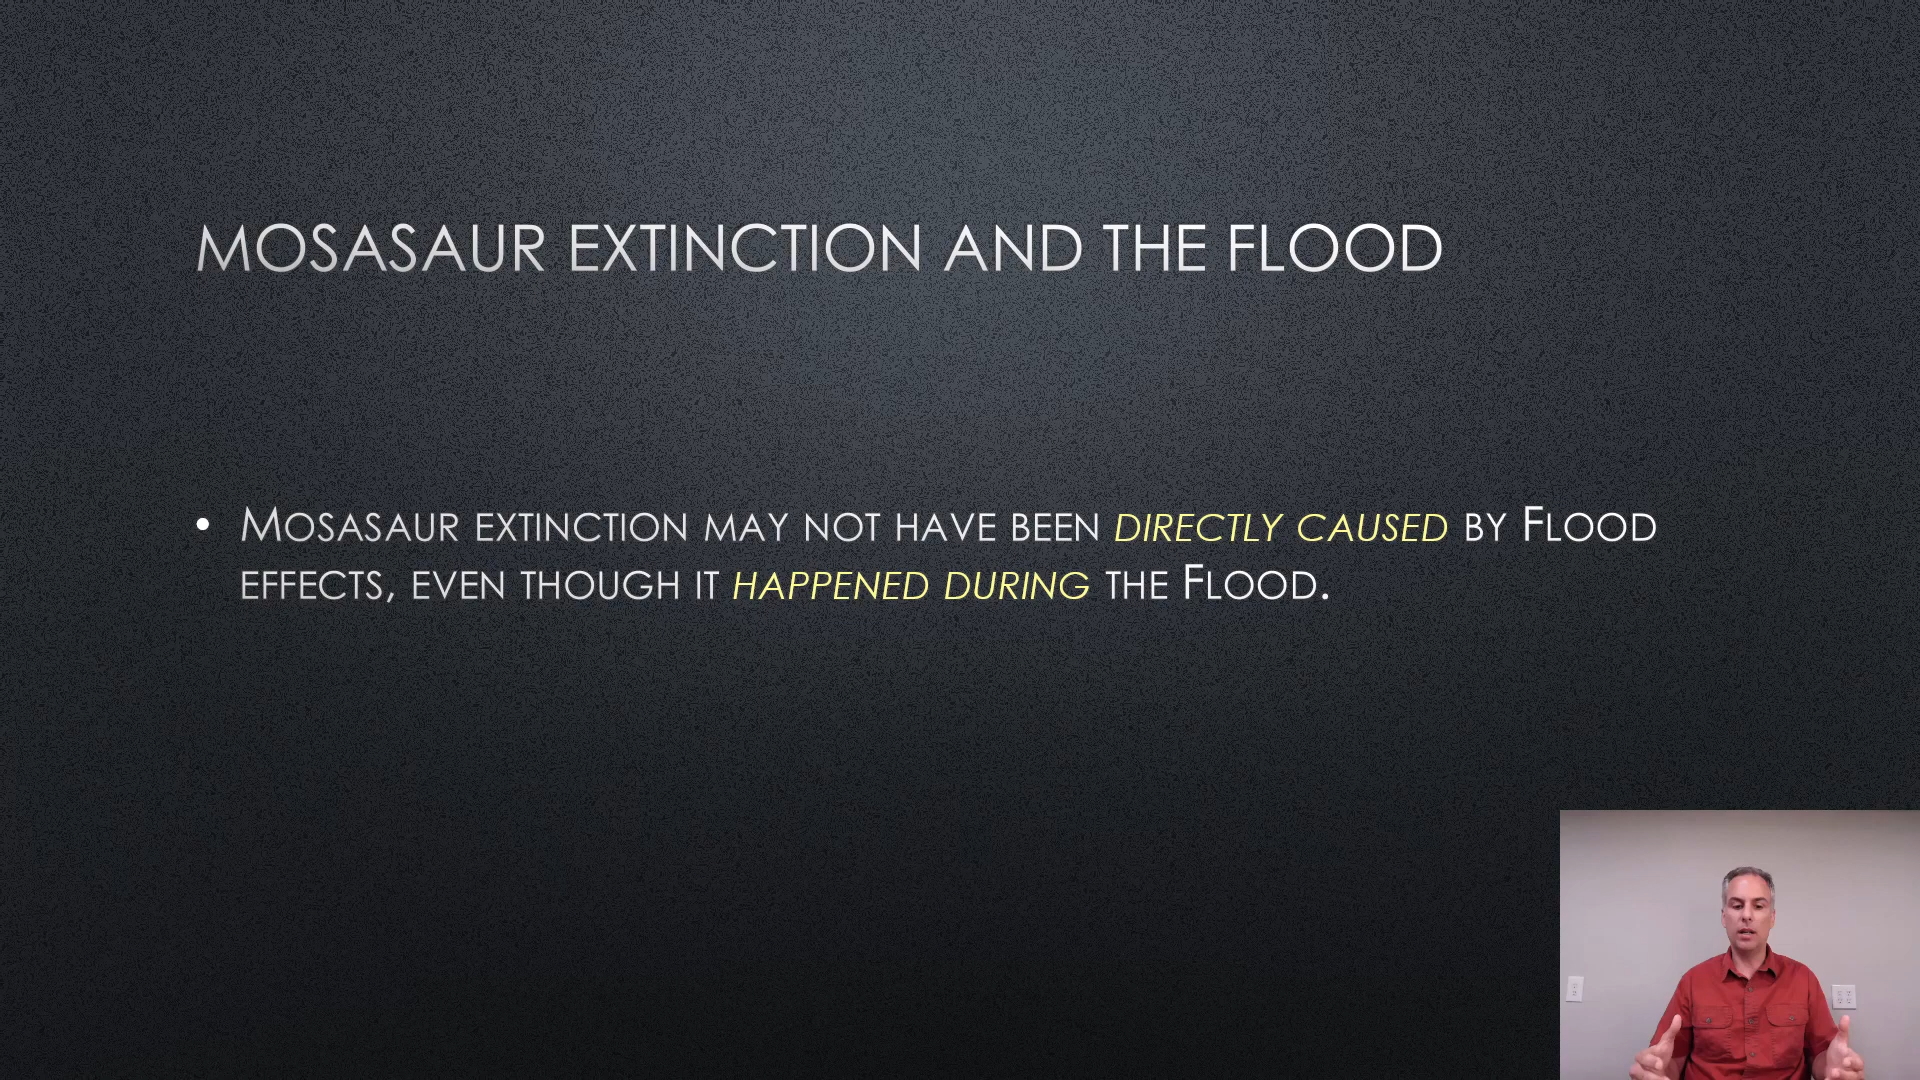 MOSASAUR EXTINCTION AND THE FLOOD
• MOSASAUR EXTINCTION MAY NOT HAVE BEEN DIRECTLY CAUSED BY FLOOD
EFFECTS, EVEN THOUGH IT HAPPENED DURING THE FLOOD.